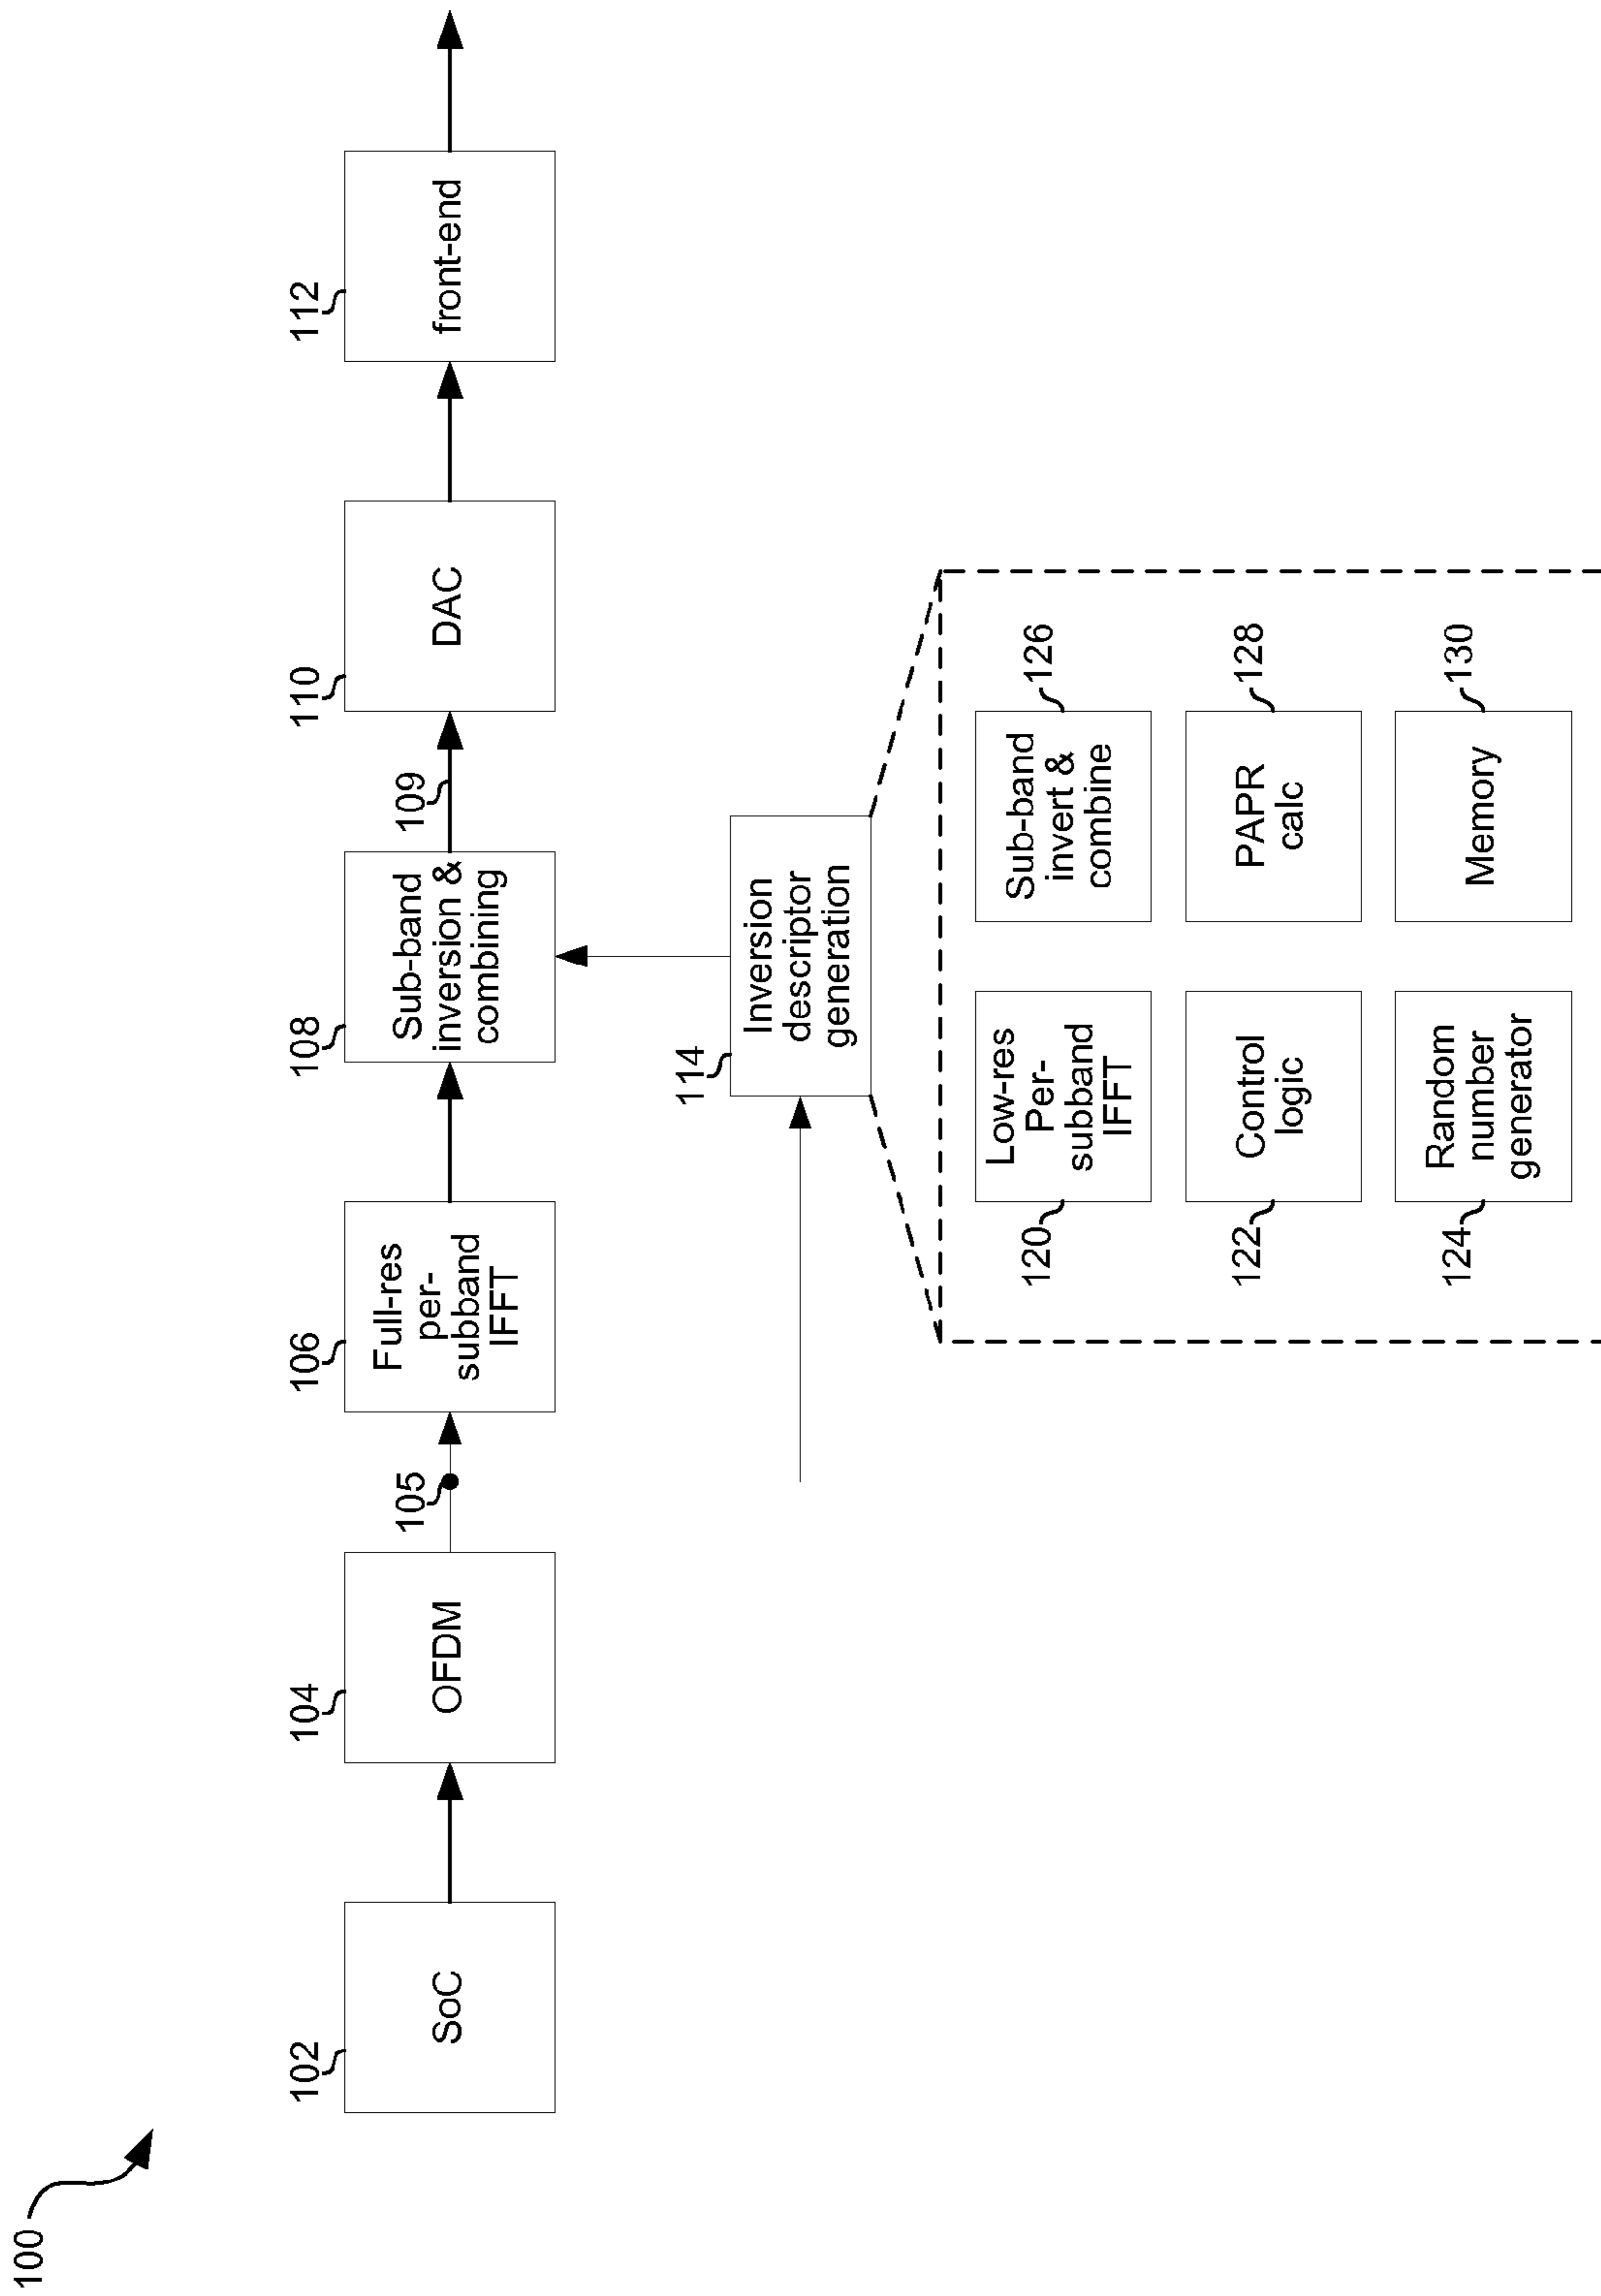 100
102
SoC
104
OFDM
105
106
Full-res
per-
subband
IFFT
108
Sub-band
inversion &
combining
109
110
DAC
112
front-end
114
Inversion
descriptor
generation
120
Low-res
Per-
subband
IFFT
126
Sub-band
invert &
combine
122
Control
logic
128
PAPR
calc
124
Random
number
generator
130
Memory